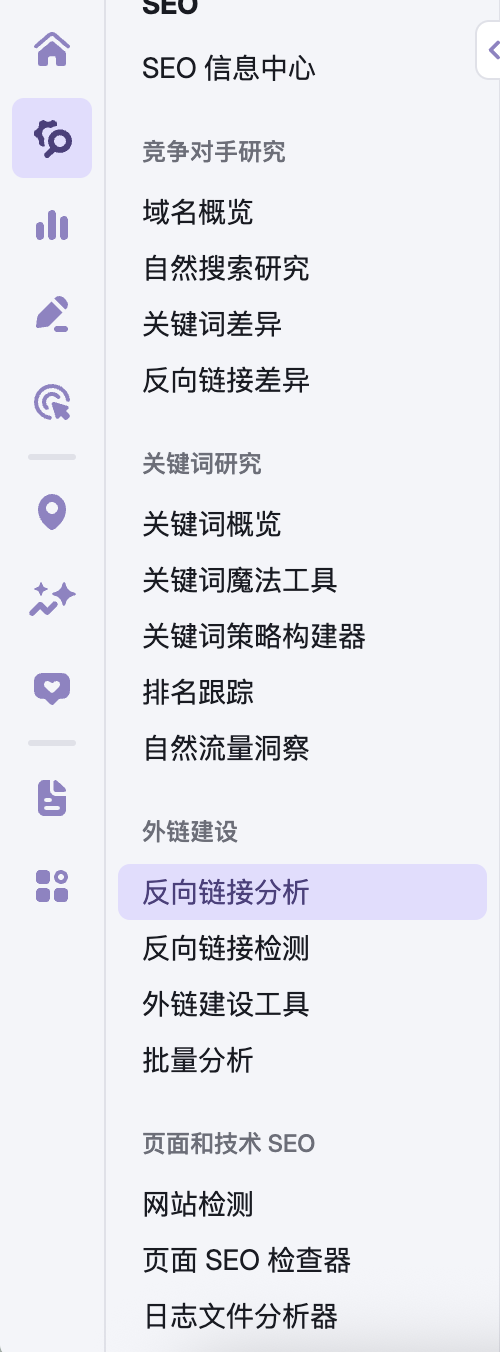 SEO
SEO 信息中心
竞争对手研究
域名概览
自然搜索研究
关键词差异
反向链接差异
关键词研究
关键词概览
关键词魔法工具
关键词策略构建器
排名跟踪
自然流量洞察
外链建设
反向链接分析
反向链接检测
外链建设工具
批量分析
页面和技术 SEO
网站检测
页面 SEO 检查器
日志文件分析器